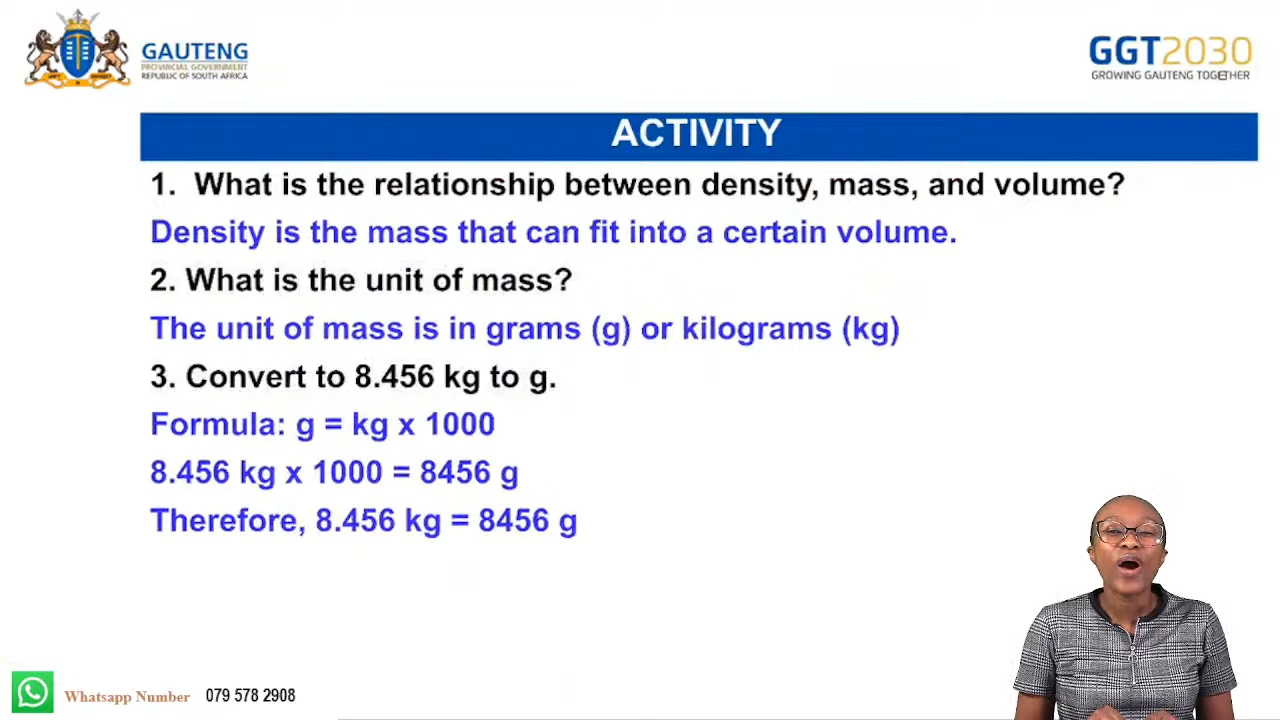 GAUTENG
PROVINCIAL GOVERNMENT
REPUBLIC OF SOUTH AFRICA
GGT2030
GROWING GAUTENG TOGETHER
ACTIVITY
1. What is the relationship between density, mass, and volume?
Density is the mass that can fit into a certain volume.
2. What is the unit of mass?
The unit of mass is in grams (g) or kilograms (kg)
3. Convert to 8.456 kg to g.
Formula: g = kg x 1000
8.456 kg x 1000 = 8456 g
Therefore, 8.456 kg = 8456 g
Whatsapp Number 079 578 2908